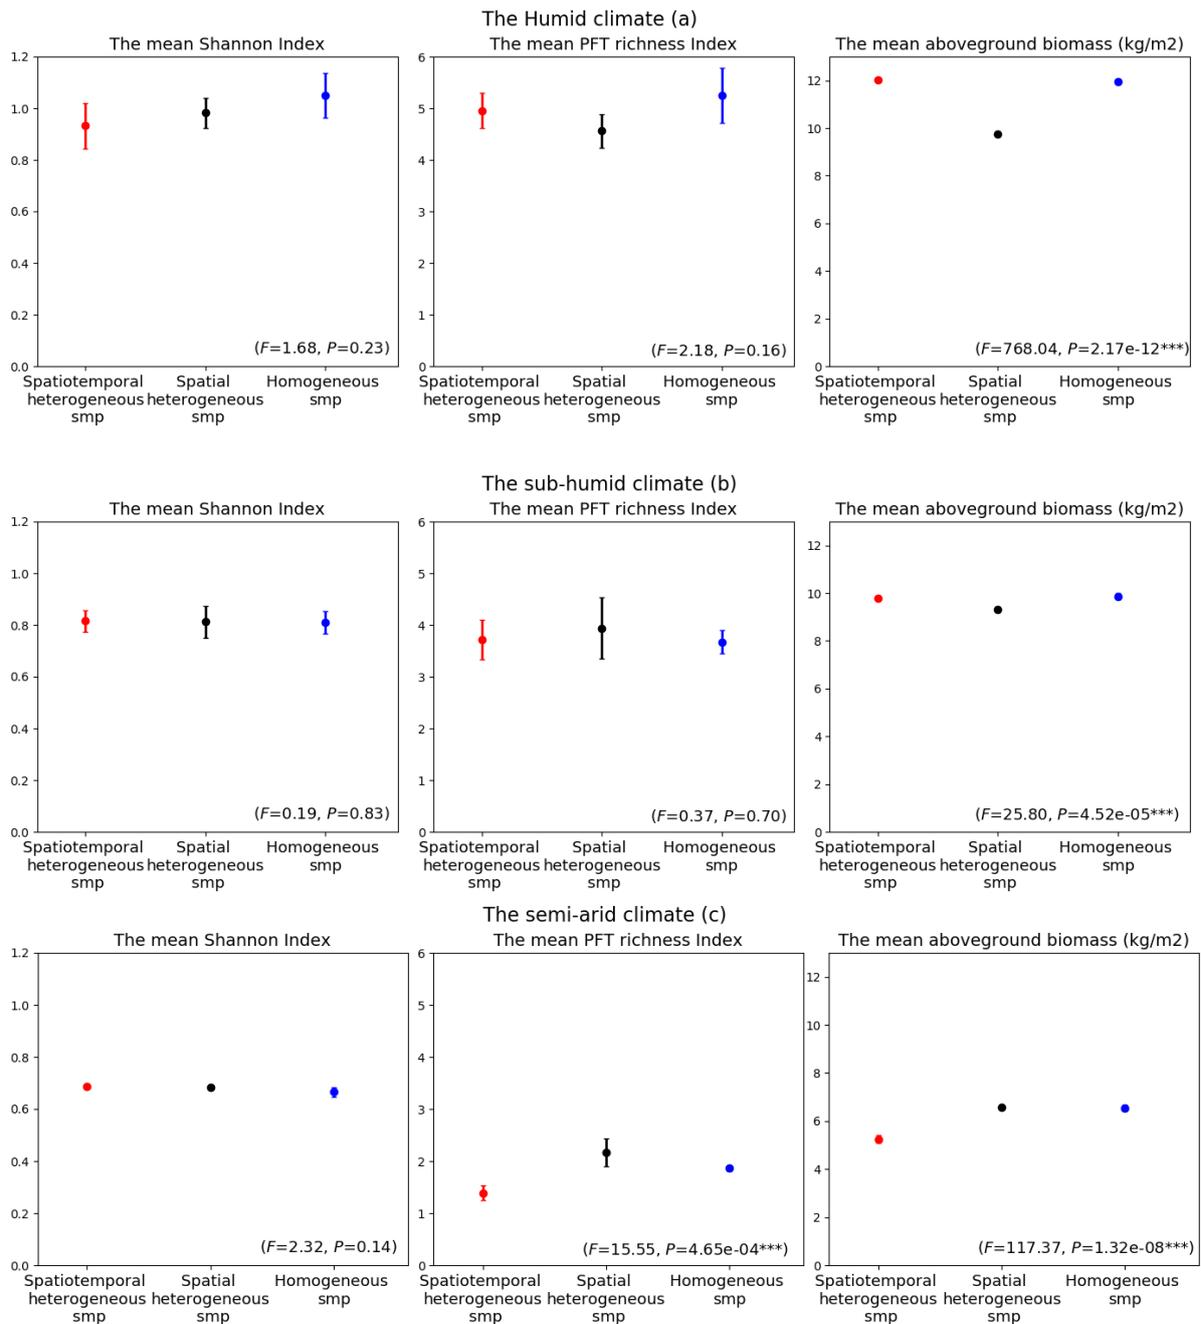 The Humid climate (a)
The mean Shannon Index
1.2
1.0
0.8
0.6
0.4
0.2
0.0
(F=1.68, P=0.23)
Spatiotemporal
heterogeneous
smp
Spatial
heterogeneous
smp
Homogeneous
smp
The mean PFT richness Index
6
5
4
3
2
1
0
(F=2.18, P=0.16)
Spatiotemporal
heterogeneous
smp
Spatial
heterogeneous
smp
Homogeneous
smp
The mean aboveground biomass (kg/m2)
12
10
8
6
4
2
0
(F=768.04, P=2.17e-12***)
Spatiotemporal
heterogeneous
smp
Spatial
heterogeneous
smp
Homogeneous
smp
The sub-humid climate (b)
The mean Shannon Index
1.2
1.0
0.8
0.6
0.4
0.2
0.0
(F=0.19, P=0.83)
Spatiotemporal
heterogeneous
smp
Spatial
heterogeneous
smp
Homogeneous
smp
The mean PFT richness Index
6
5
4
3
2
1
0
(F=0.37, P=0.70)
Spatiotemporal
heterogeneous
smp
Spatial
heterogeneous
smp
Homogeneous
smp
The mean aboveground biomass (kg/m2)
12
10
8
6
4
2
0
(F=25.80, P=4.52e-05***)
Spatiotemporal
heterogeneous
smp
Spatial
heterogeneous
smp
Homogeneous
smp
The semi-arid climate (c)
The mean Shannon Index
1.2
1.0
0.8
0.6
0.4
0.2
0.0
(F=2.32, P=0.14)
Spatiotemporal
heterogeneous
smp
Spatial
heterogeneous
smp
Homogeneous
smp
The mean PFT richness Index
6
5
4
3
2
1
0
(F=15.55, P=4.65e-04***)
Spatiotemporal
heterogeneous
smp
Spatial
heterogeneous
smp
Homogeneous
smp
The mean aboveground biomass (kg/m2)
12
10
8
6
4
2
0
(F=117.37, P=1.32e-08***)
Spatiotemporal
heterogeneous
smp
Spatial
heterogeneous
smp
Homogeneous
smp